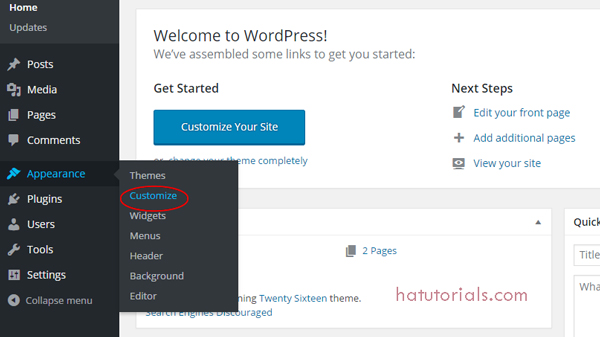 Home
Updates
Posts
Media
Pages
Comments
Appearance
Plugins
Users
Tools
Settings
Collapse menu
Themes
Customize
Widgets
Menus
Header
Background
Editor
Welcome to WordPress!
We've assembled some links to get you started:
Get Started
Customize Your Site
or, change your theme completely
Next Steps
Edit your front page
Add additional pages
View your site
2 Pages
Twenty Sixteen theme.
Search Engines Discouraged
Quick
Title
Wha
hatutorials.com